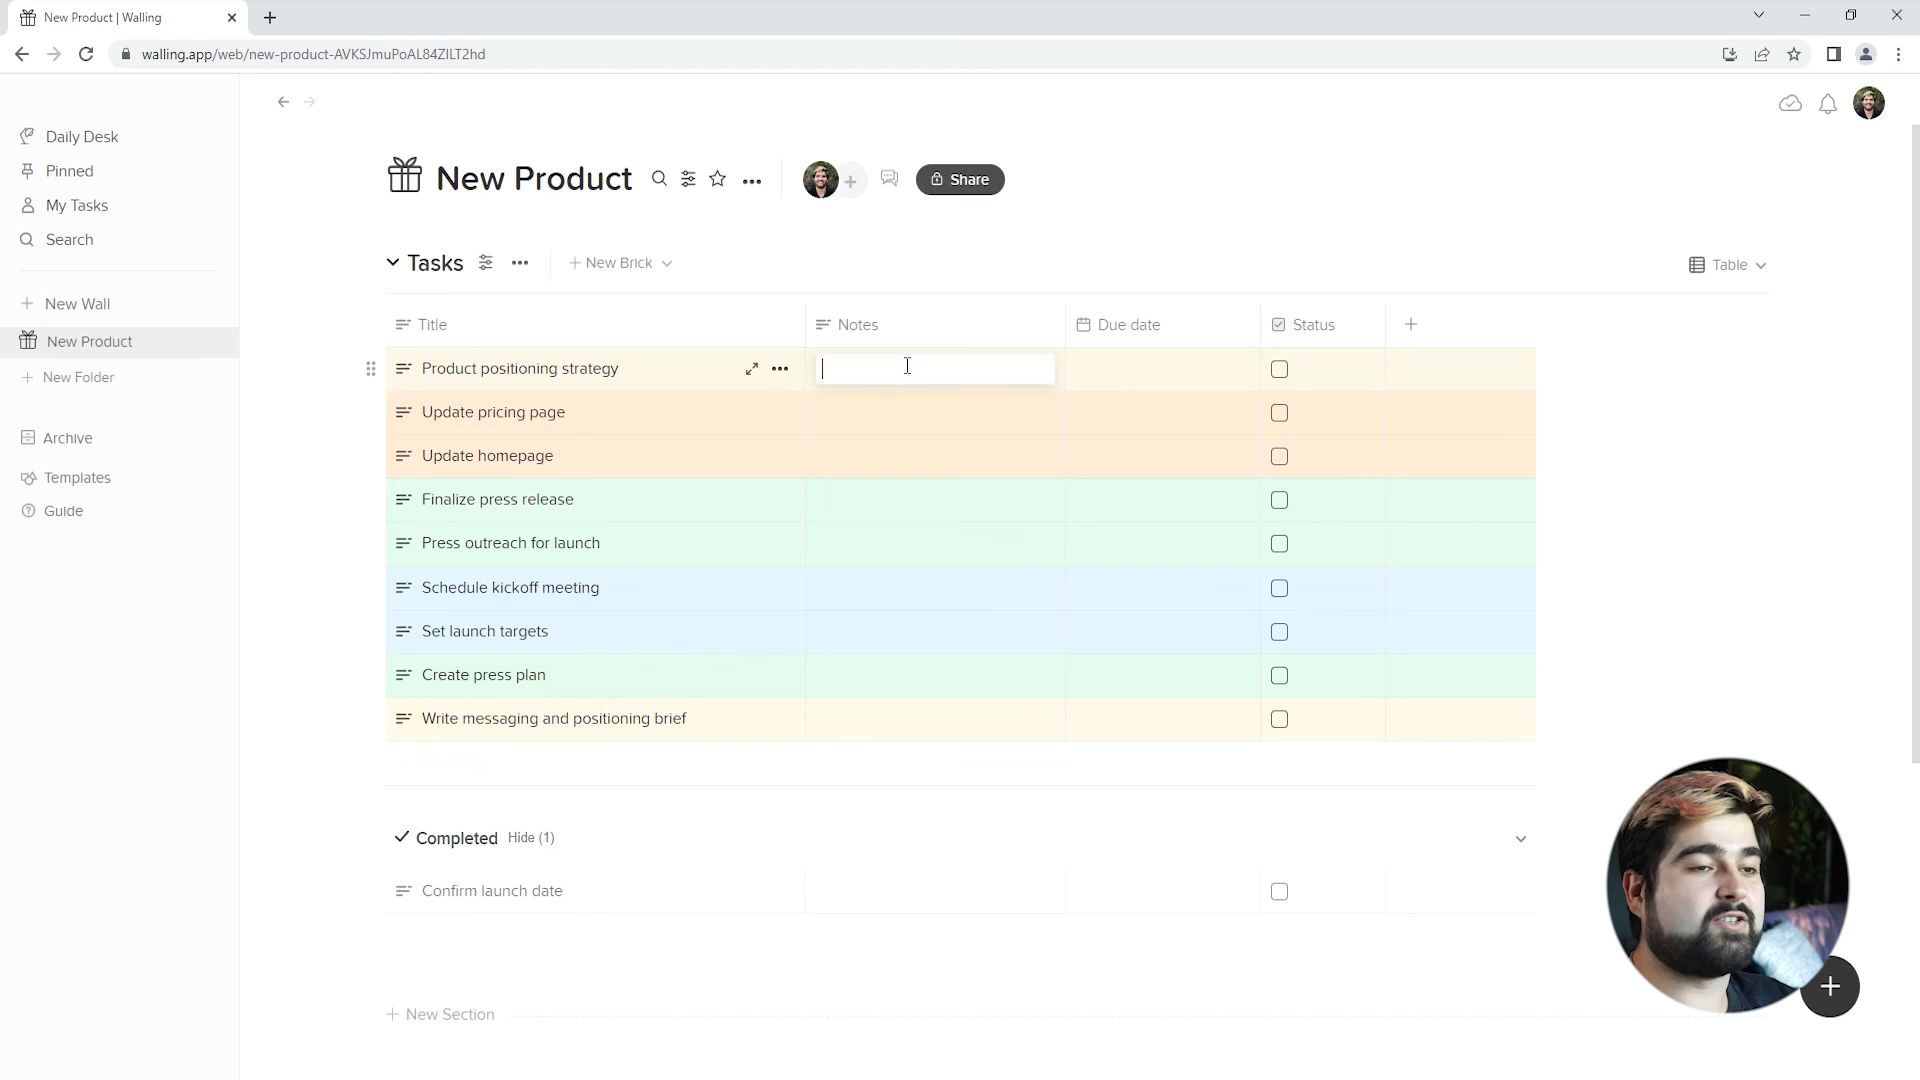 New Product | Walling
walling.app/web/new-product-AVKSJmuPoAL84ZILT2hd
Daily Desk
Pinned
My Tasks
Search
New Wall
New Product
New Folder
Archive
Templates
Guide
New Product
Share
Tasks
New Brick
Table
Title Notes Due date Status
Product positioning strategy
Update pricing page
Update homepage
Finalize press release
Press outreach for launch
Schedule kickoff meeting
Set launch targets
Create press plan
Write messaging and positioning brief
Completed Hide (1)
Confirm launch date
New Section